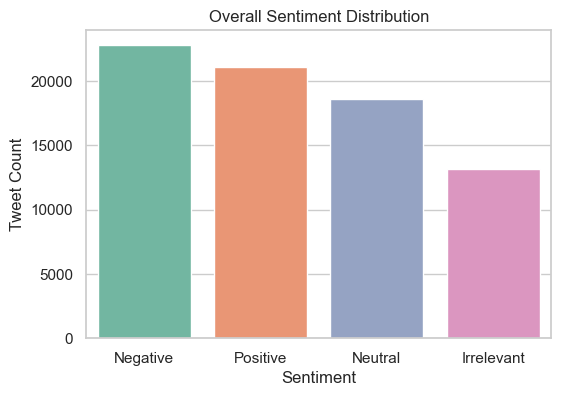 Overall Sentiment Distribution
20000
15000
10000
5000
0
Tweet Count
Negative Positive Neutral Irrelevant
Sentiment